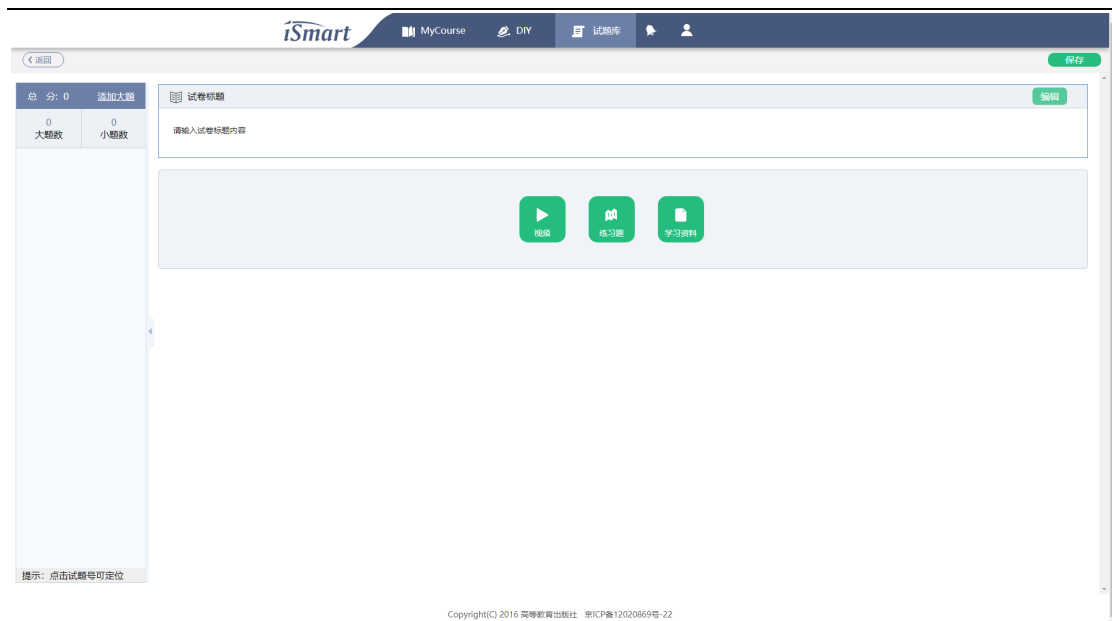 iSmart MyCourse DIY 试题库
返回 保存
总 分: 0 添加大题
试卷标题 编辑
0 0
大题数 小题数
请输入试卷标题内容
视频 练习题 学习资料
提示: 点击试题号可定位
Copyright(C) 2016 高等教育出版社 京ICP备12020869号-22